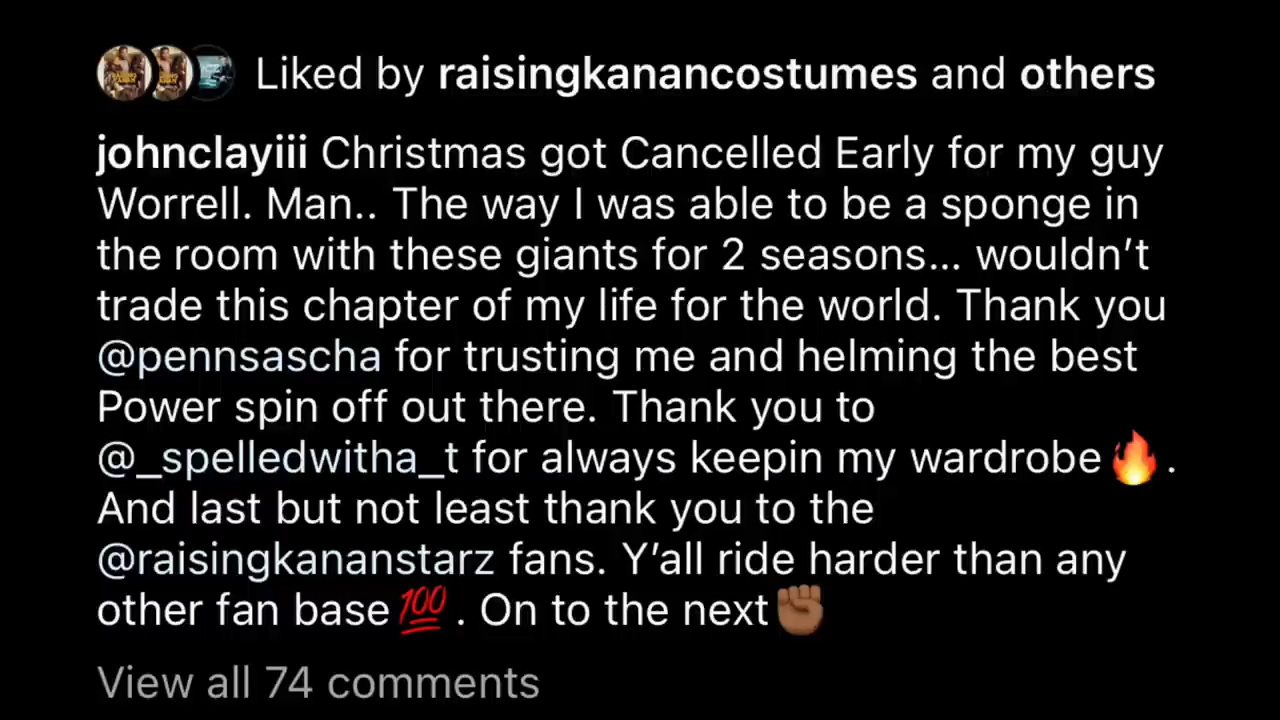 Liked by raisingkanancostumes and others
johnclayiii Christmas got Cancelled Early for my guy
Worrell. Man.. The way I was able to be a sponge in
the room with these giants for 2 seasons... wouldn't
trade this chapter of my life for the world. Thank you
@pennsascha for trusting me and helming the best
Power spin off out there. Thank you to
@_spelledwitha_t for always keepin my wardrobe🔥.
And last but not least thank you to the
@raisingkananstarz fans. Y'all ride harder than any
other fan base💯. On to the next✊🏾
View all 74 comments